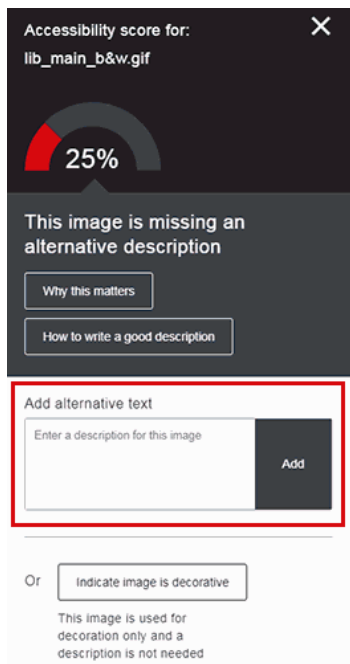 Accessibility score for:
lib_main_b&w.gif
25%
This image is missing an
alternative description
Why this matters
How to write a good description
Add alternative text
Enter a description for this image
Add
Or
Indicate image is decorative
This image is used for
decoration only and a
description is not needed